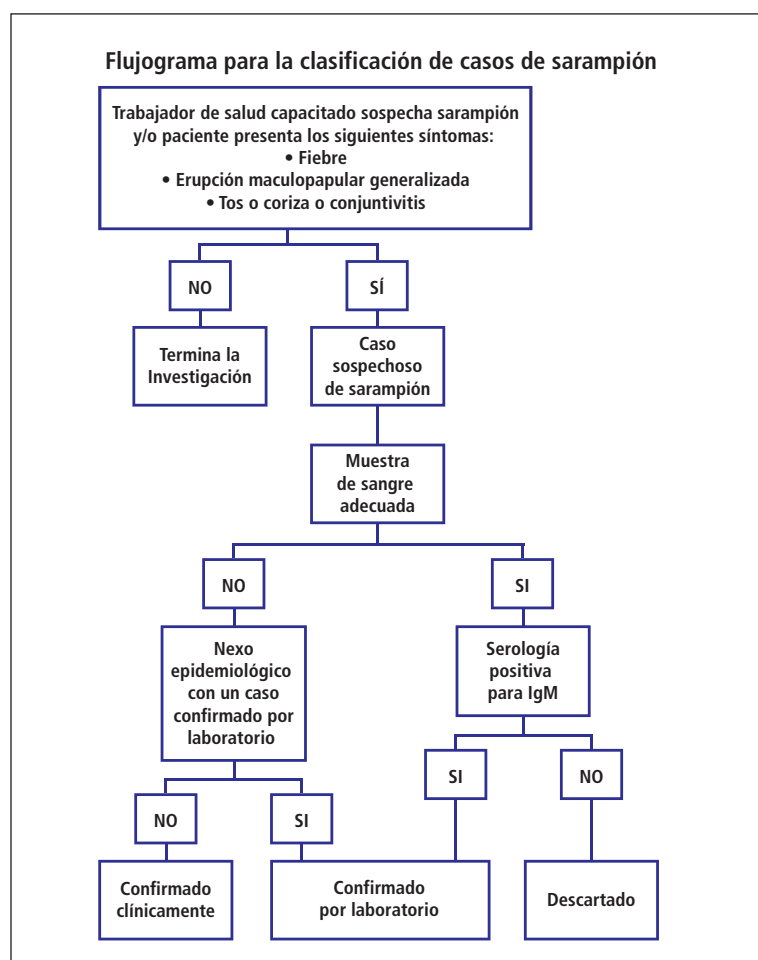 Flujograma para la clasificación de casos de sarampión
Trabajador de salud capacitado sospecha sarampión
y/o paciente presenta los siguientes síntomas:
• Fiebre
• Erupción maculopapular generalizada
• Tos o coriza o conjuntivitis
NO
SÍ
Termina la
Investigación
Caso
sospechoso
de sarampión
Muestra
de sangre
adecuada
NO
SI
Nexo
epidemiológico
con un caso
confirmado por
laboratorio
Serología
positiva
para IgM
NO
SI
SI
NO
Confirmado
clínicamente
Confirmado
por laboratorio
Descartado